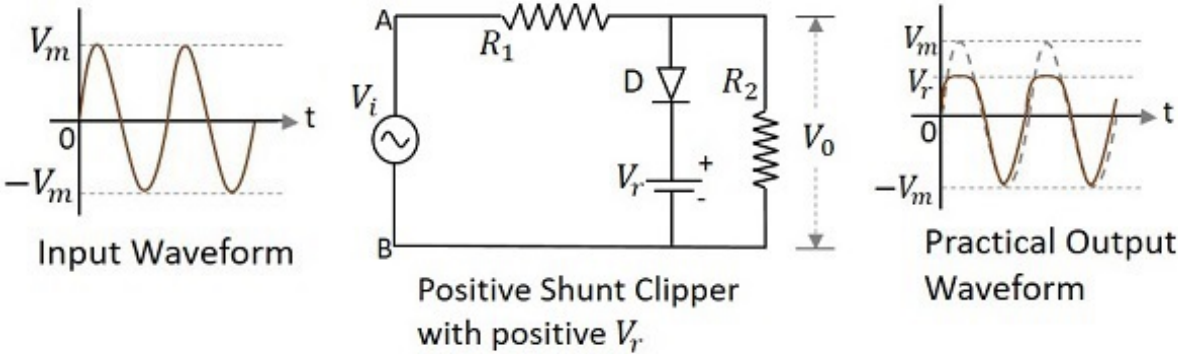 Vm
0
t
−Vm
Input Waveform
A
R1
Vi
D
R2
V0
Vr
+
-
B
Positive Shunt Clipper
with positive Vr
Vm
Vr
0
t
−Vm
Practical Output
Waveform